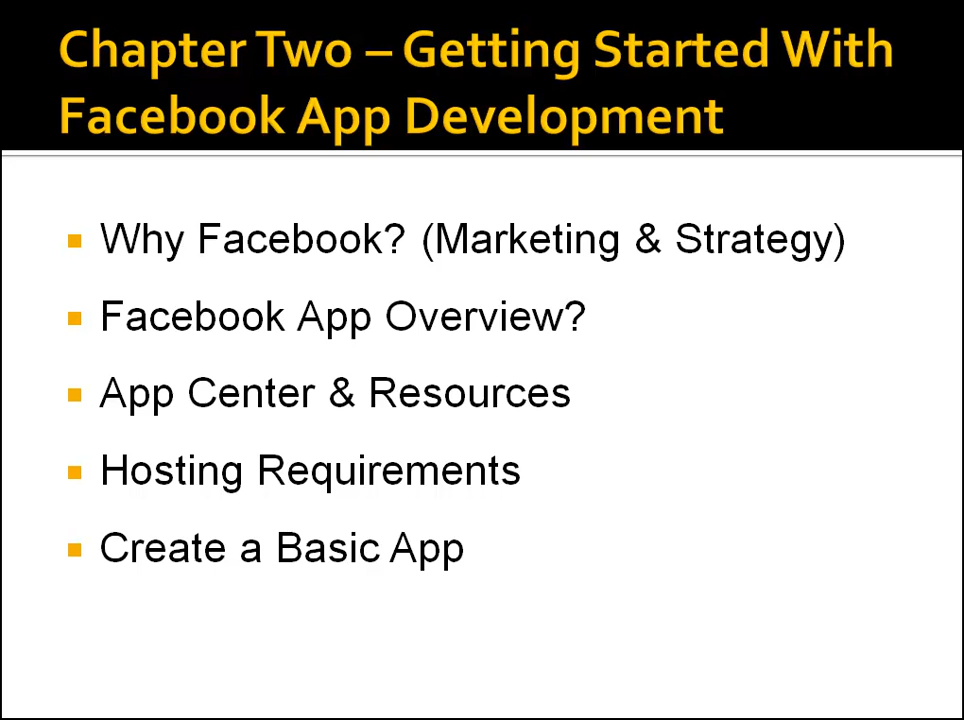 Chapter Two – Getting Started With
Facebook App Development
Why Facebook? (Marketing & Strategy)
Facebook App Overview?
App Center & Resources
Hosting Requirements
Create a Basic App